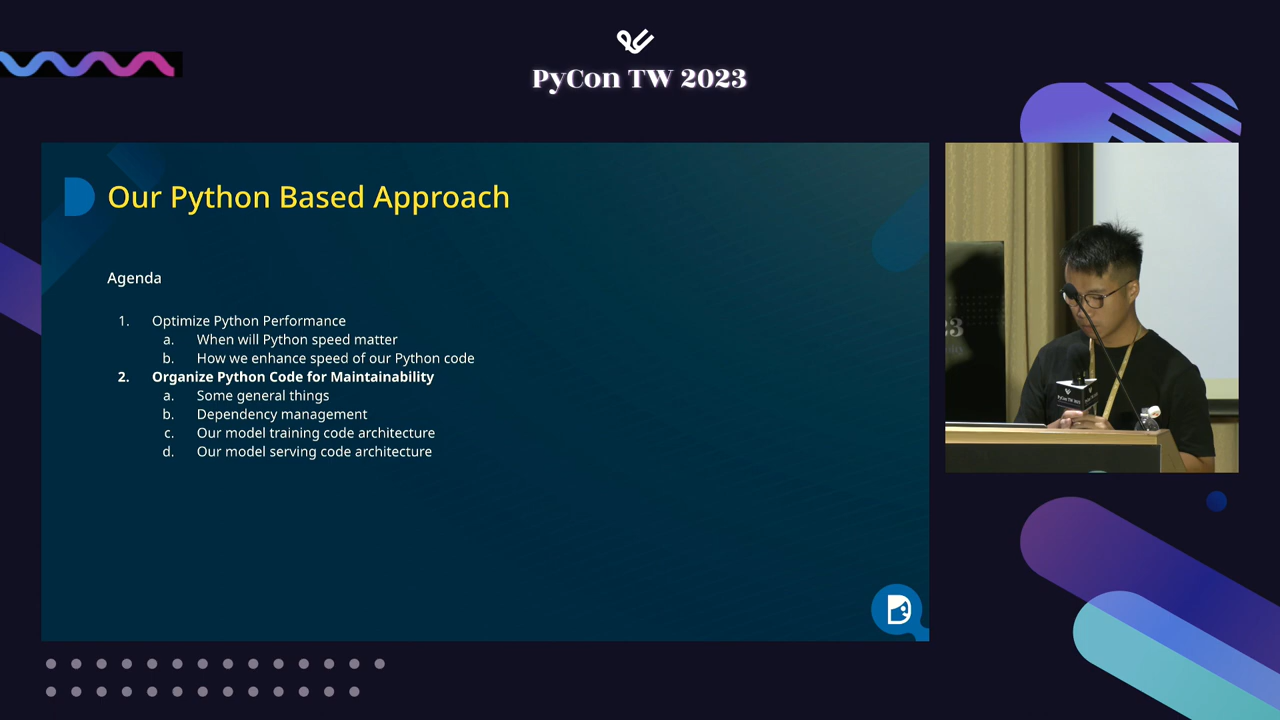 PyCon TW 2023
Our Python Based Approach
Agenda
1. Optimize Python Performance
a. When will Python speed matter
b. How we enhance speed of our Python code
2. Organize Python Code for Maintainability
a. Some general things
b. Dependency management
c. Our model training code architecture
d. Our model serving code architecture